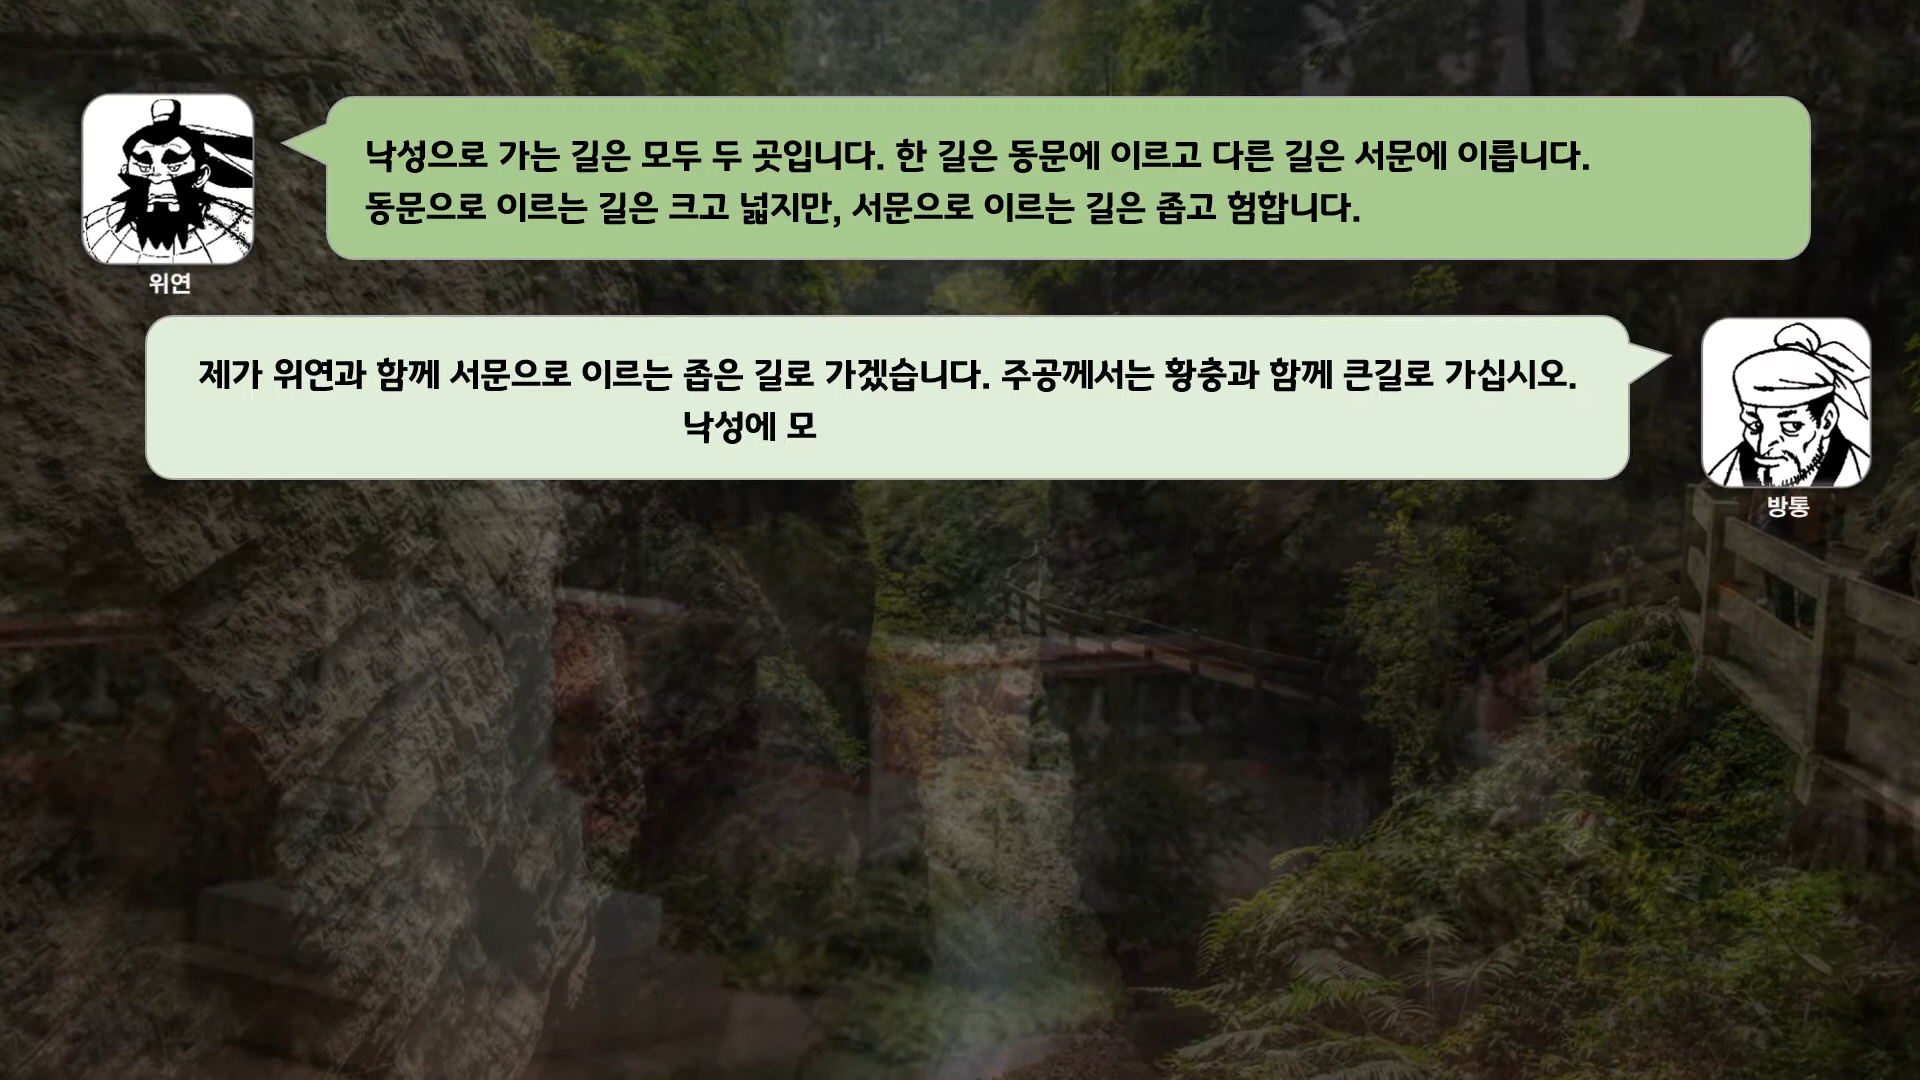 낙성으로 가는 길은 모두 두 곳입니다. 한 길은 동문에 이르고 다른 길은 서문에 이릅니다.
동문으로 이르는 길은 크고 넓지만, 서문으로 이르는 길은 좁고 험합니다.
위연
제가 위연과 함께 서문으로 이르는 좁은 길로 가겠습니다. 주공께서는 황충과 함께 큰길로 가십시오.
낙성에 모
방통